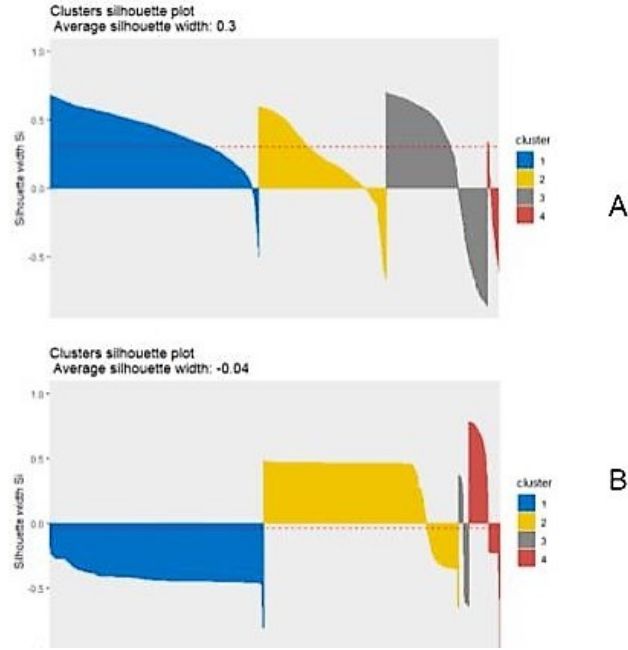 Clusters silhouette plot
Average silhouette width: 0.3
1.0
0.5
0.0
-0.5
Silhouette width Si
cluster
1
2
3
4
A
Clusters silhouette plot
Average silhouette width: -0.04
1.0
0.5
0.0
-0.5
Silhouette width Si
cluster
1
2
3
4
B